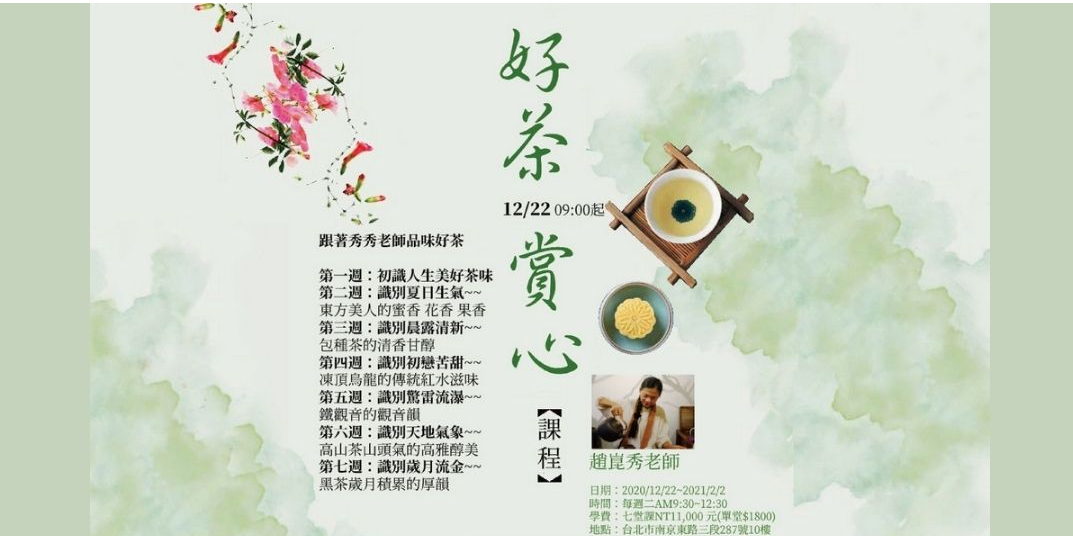 好茶賞心
12/22 09:00起
【課程】
跟著秀秀老師品味好茶
第一週：初識人生美好茶味
第二週：識別夏日生氣~~
東方美人的蜜香 花香 果香
第三週：識別晨露清新~~
包種茶的清香甘醇
第四週：識別初戀苦甜~~
凍頂烏龍的傳統紅水滋味
第五週：識別驚雷流瀑~~
鐵觀音的觀音韻
第六週：識別天地氣象~~
高山茶山頭氣的高雅醇美
第七週：識別歲月流金~~
黑茶歲月積累的厚韻
趙崑秀老師
日期：2020/12/22~2021/2/2
時間：每週二AM9:30~12:30
學費：七堂課NT11,000 元(單堂$1800)
地點：台北市南京東路三段287號10樓